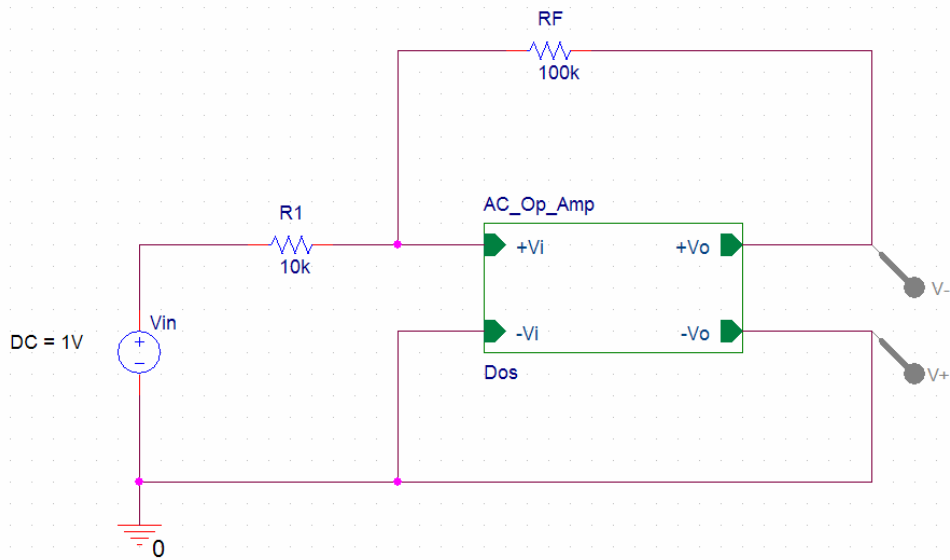 RF
100k
AC_Op_Amp
R1
10k
+Vi
+Vo
-Vi
-Vo
V-
Vin
DC = 1V
Dos
V+
0